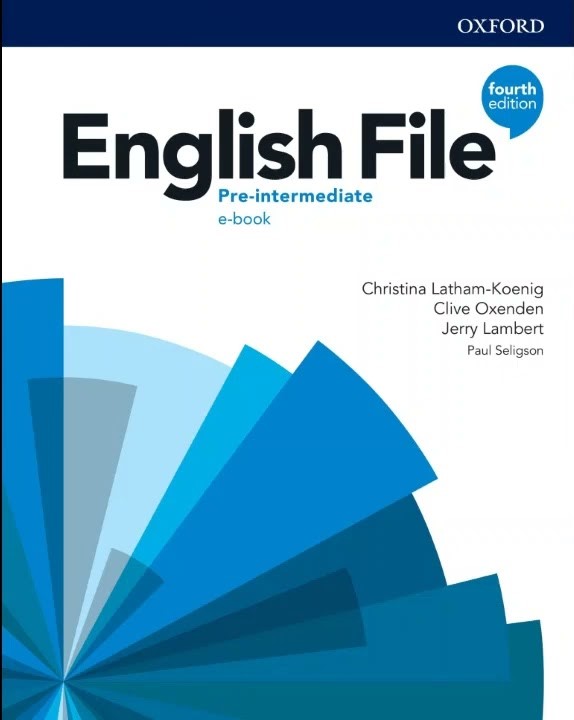 OXFORD
fourth
edition
English File
Pre-intermediate
e-book
Christina Latham-Koenig
Clive Oxenden
Jerry Lambert
Paul Seligson